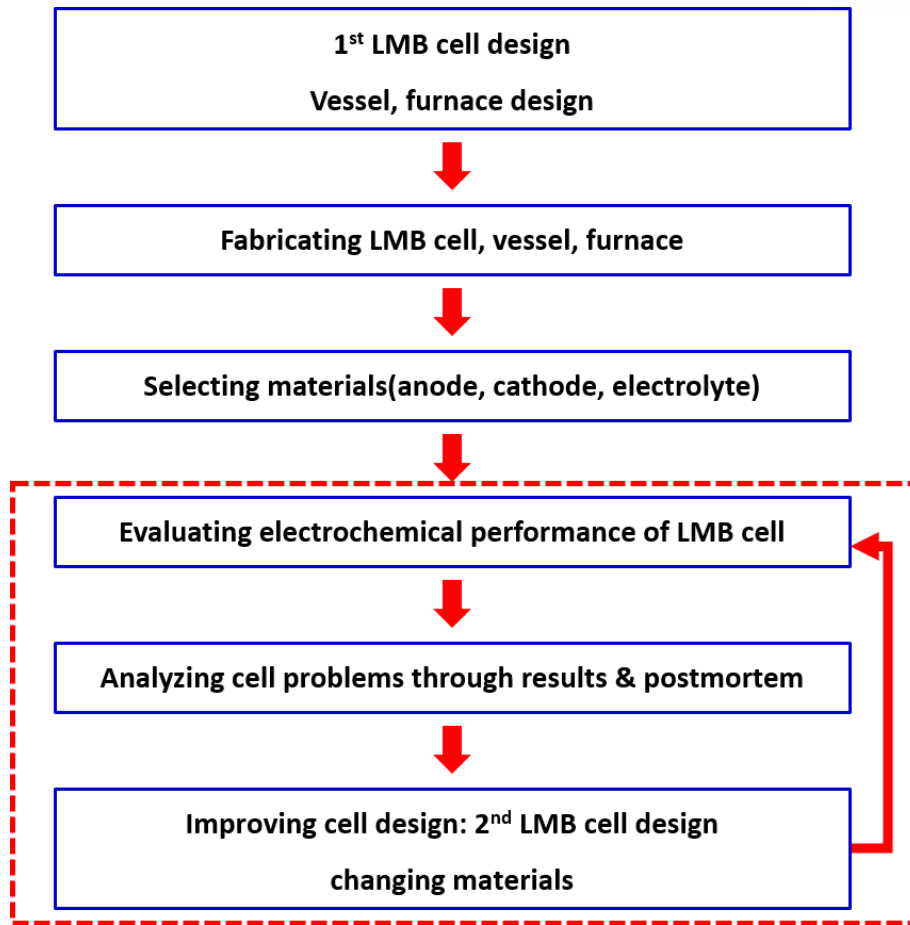 1st LMB cell design
Vessel, furnace design
Fabricating LMB cell, vessel, furnace
Selecting materials(anode, cathode, electrolyte)
Evaluating electrochemical performance of LMB cell
Analyzing cell problems through results & postmortem
Improving cell design: 2nd LMB cell design
changing materials